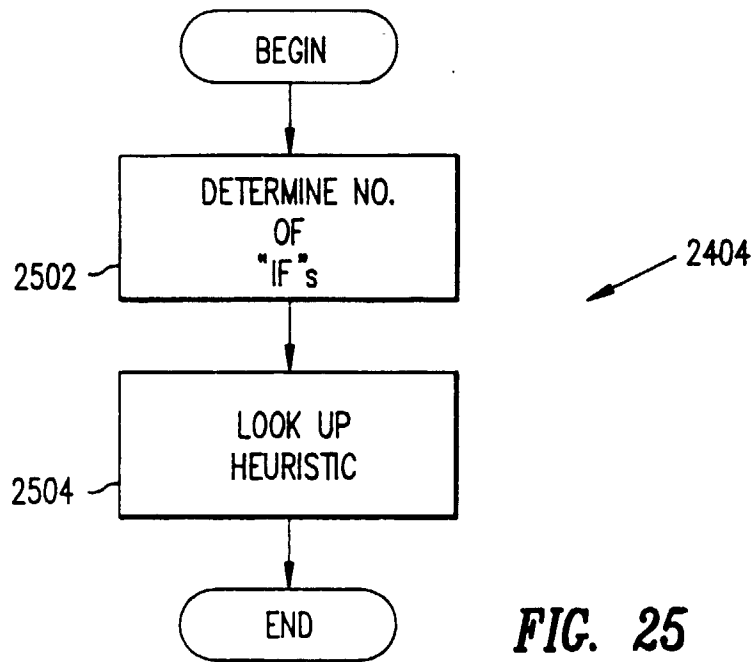 BEGIN
DETERMINE NO.
OF
"IF"s
2502
2404
LOOK UP
HEURISTIC
2504
END
FIG. 25